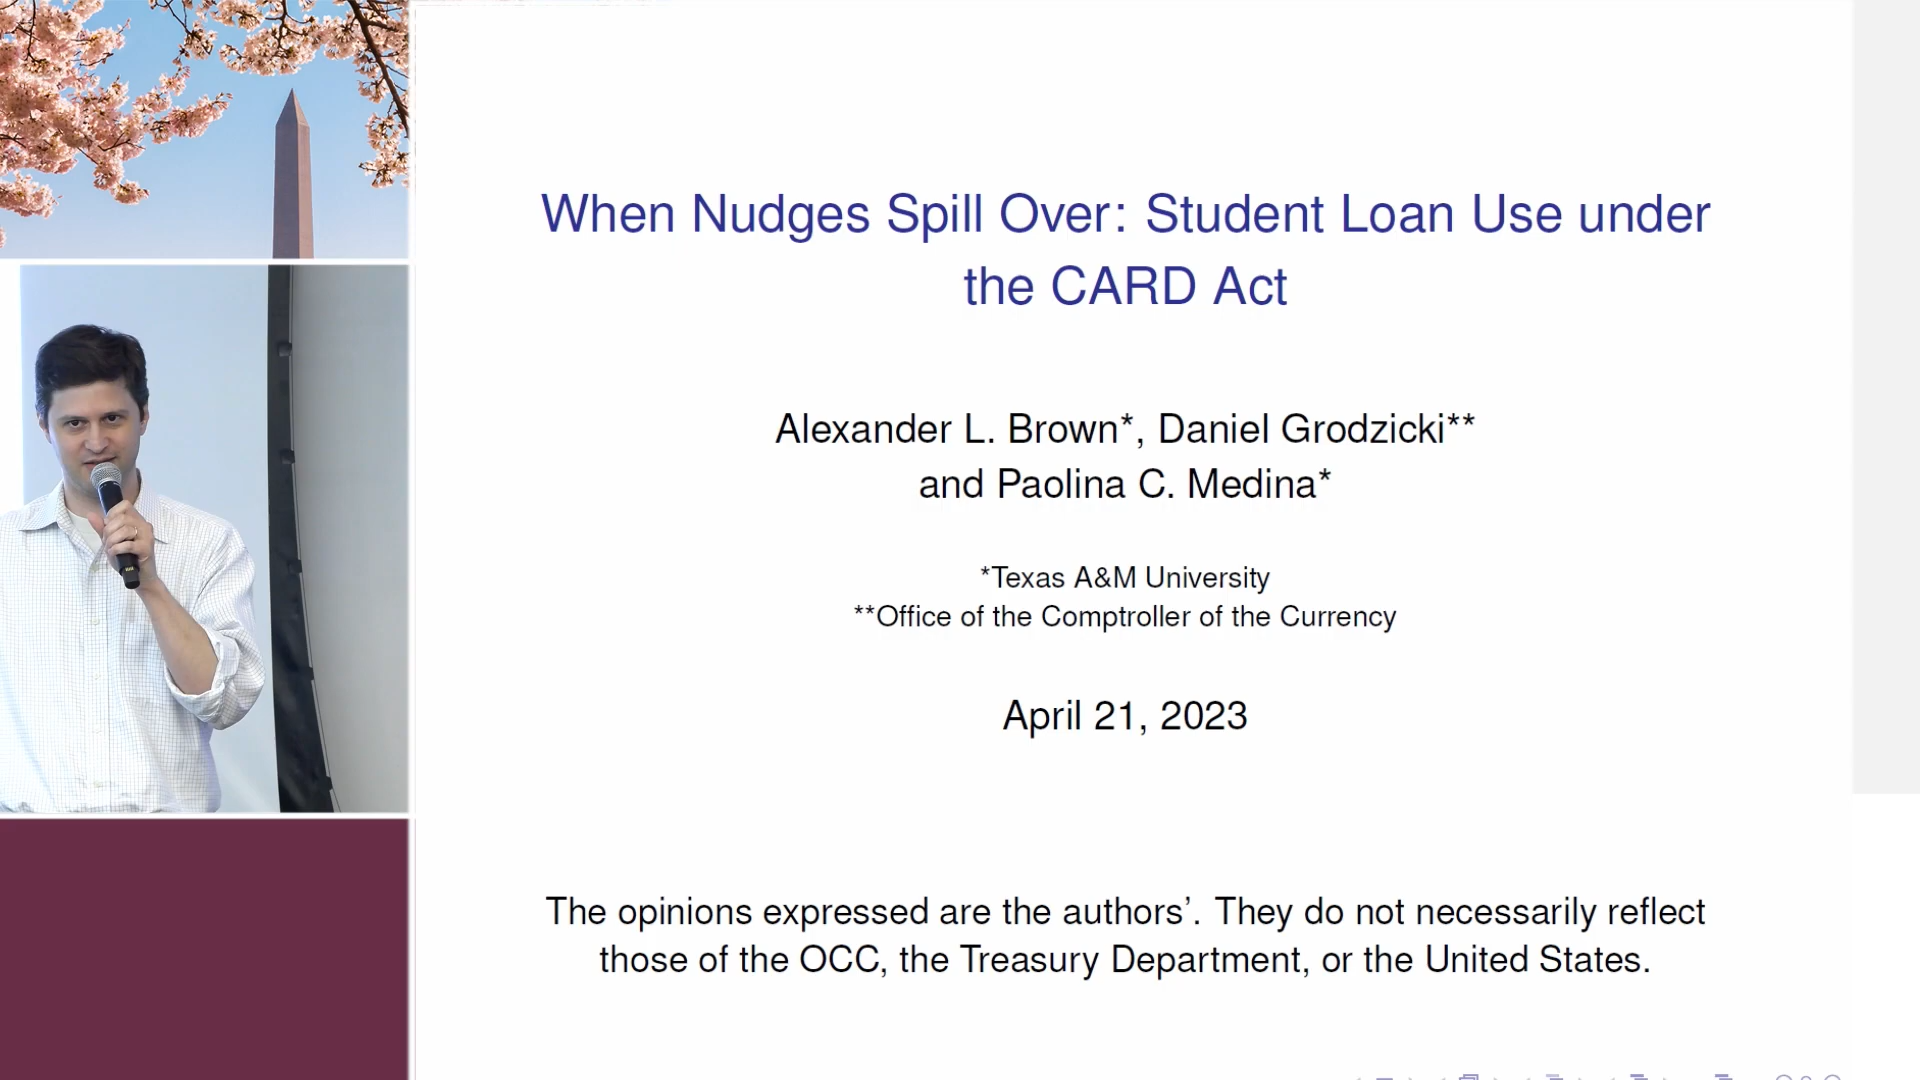 When Nudges Spill Over: Student Loan Use under
the CARD Act
Alexander L. Brown*, Daniel Grodzicki**
and Paolina C. Medina*
*Texas A&M University
**Office of the Comptroller of the Currency
April 21, 2023
The opinions expressed are the authors’. They do not necessarily reflect
those of the OCC, the Treasury Department, or the United States.